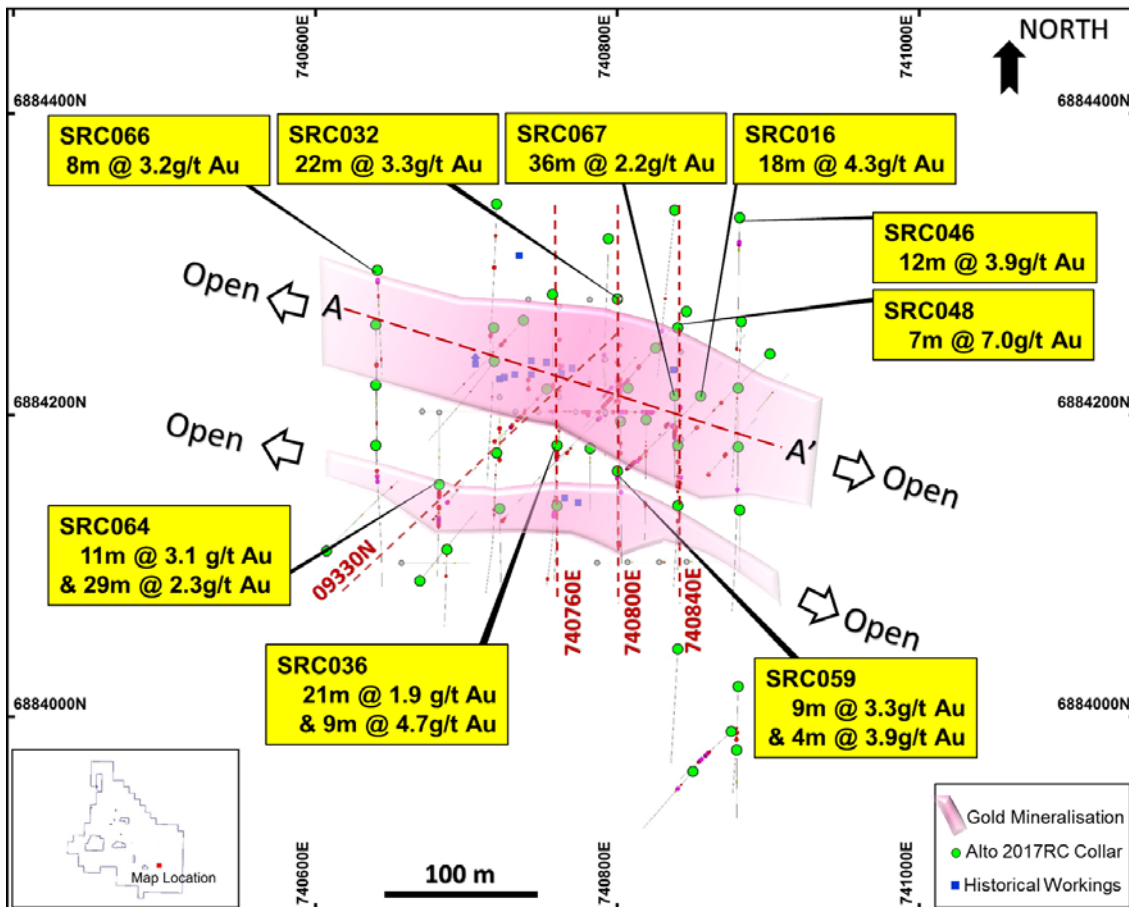 740600E
740800E
741000E
NORTH
6884400N
6884400N
SRC066
8m @ 3.2g/t Au
SRC032
22m @ 3.3g/t Au
SRC067
36m @ 2.2g/t Au
SRC016
18m @ 4.3g/t Au
SRC046
12m @ 3.9g/t Au
SRC048
7m @ 7.0g/t Au
Open
A
6884200N
6884200N
Open
A'
Open
SRC064
11m @ 3.1 g/t Au
& 29m @ 2.3g/t Au
09330N
740760E
740800E
740840E
Open
SRC036
21m @ 1.9 g/t Au
& 9m @ 4.7g/t Au
SRC059
9m @ 3.3g/t Au
& 4m @ 3.9g/t Au
6884000N
6884000N
Map Location
740600E
100 m
740800E
741000E
Gold Mineralisation
Alto 2017RC Collar
Historical Workings